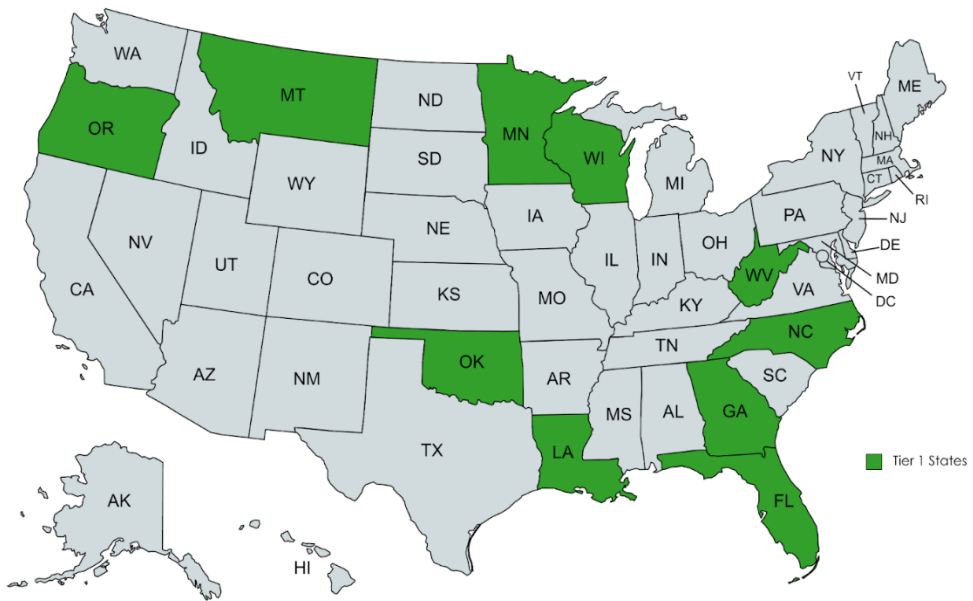 WA
MT
ND
MN
VT
ME
OR
ID
SD
WI
NH
WY
MI
NY
MA
CT
RI
IA
PA
NJ
NE
NV
OH
DE
UT
IL
IN
CO
WV
MD
CA
KS
MO
VA
DC
KY
NC
TN
OK
AZ
NM
AR
SC
MS
AL
GA
TX
LA
Tier 1 States
AK
FL
HI